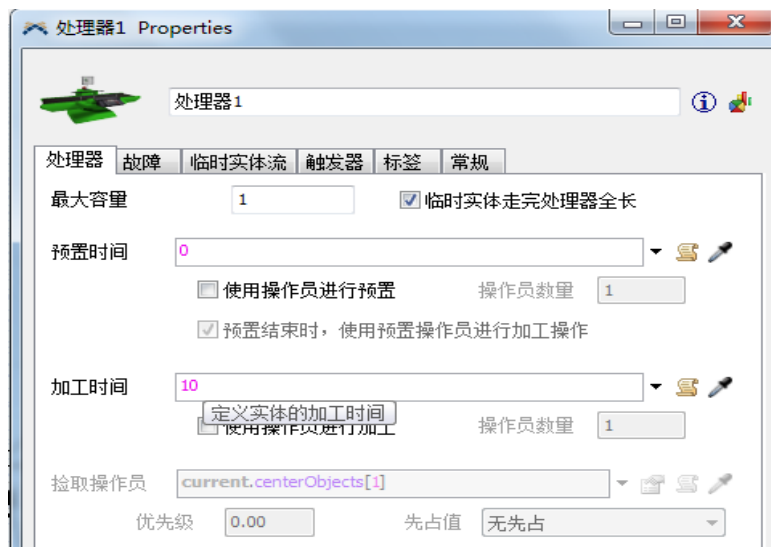 处理器1 Properties
处理器1
处理器 故障 临时实体流 触发器 标签 常规
最大容量 1 临时实体走完处理器全长
预置时间 0
使用操作员进行预置 操作员数量 1
预置结束时，使用预置操作员进行加工操作
加工时间 10
定义实体的加工时间
使用操作员进行加工 操作员数量 1
捡取操作员 current.centerObjects[1]
优先级 0.00 先占值 无先占